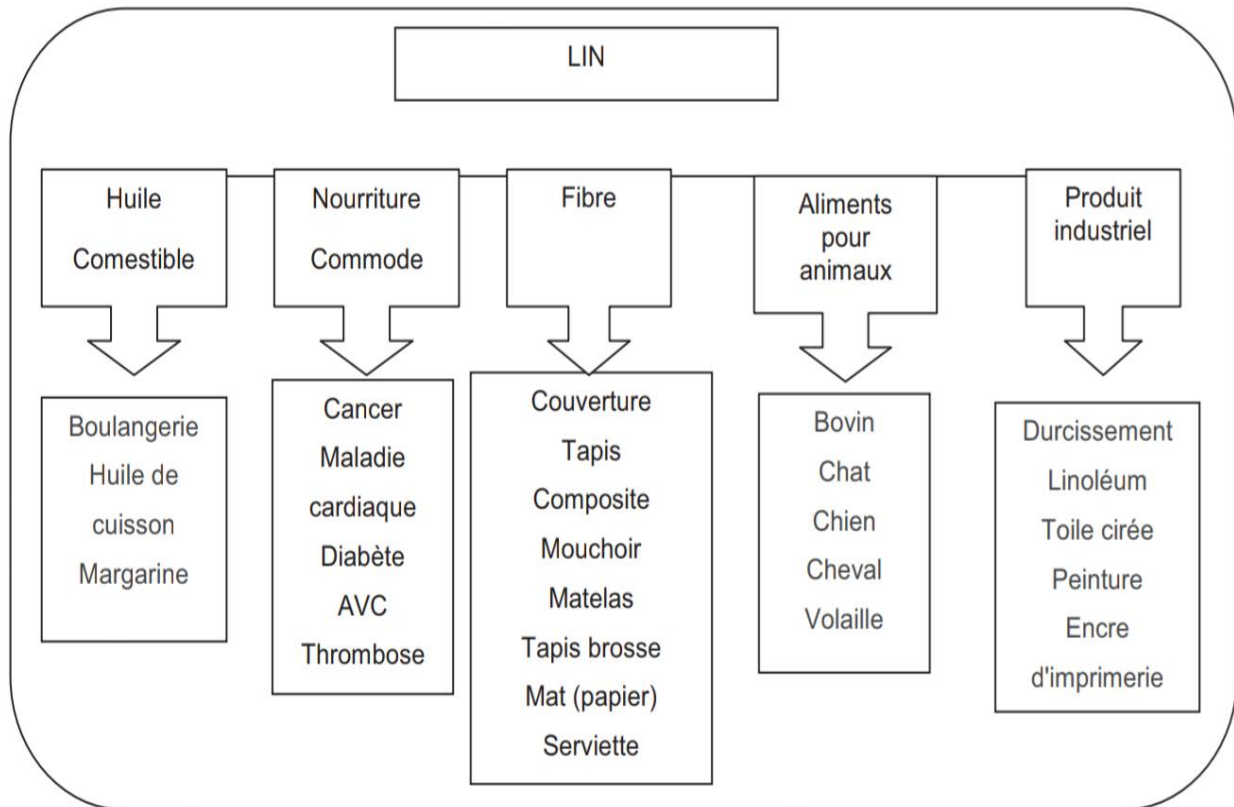 LIN
Huile
Comestible
Nourriture
Commode
Fibre
Aliments
pour
animaux
Produit
industriel
Boulangerie
Huile de
cuisson
Margarine
Cancer
Maladie
cardiaque
Diabète
AVC
Thrombose
Couverture
Tapis
Composite
Mouchoir
Matelas
Tapis brosse
Mat (papier)
Serviette
Bovin
Chat
Chien
Cheval
Volaille
Durcissement
Linoléum
Toile cirée
Peinture
Encre
d'imprimerie